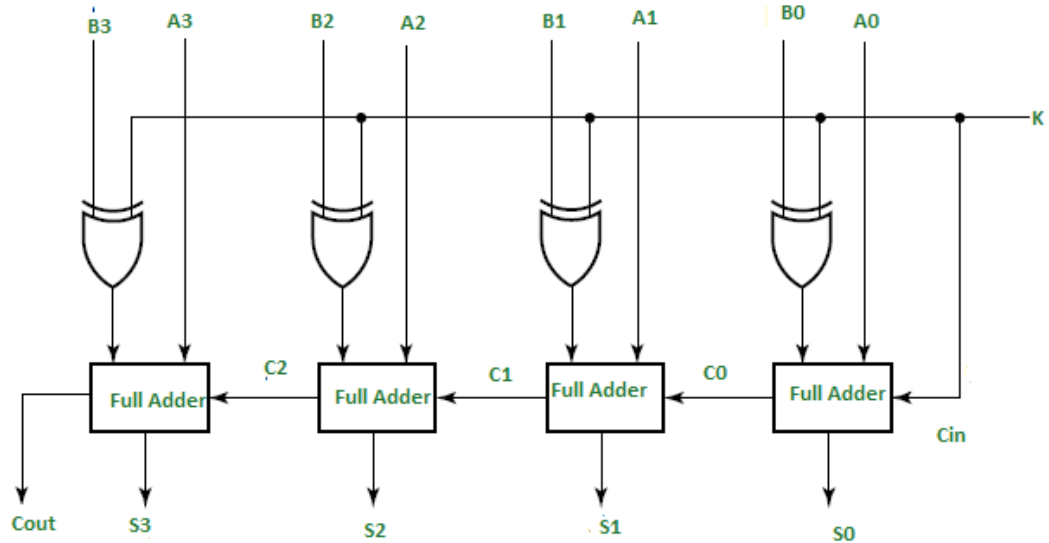 B3 A3 B2 A2 B1 A1 B0 A0
K
C2 C1 C0
Full Adder Full Adder Full Adder Full Adder
Cin
Cout S3 S2 S1 S0